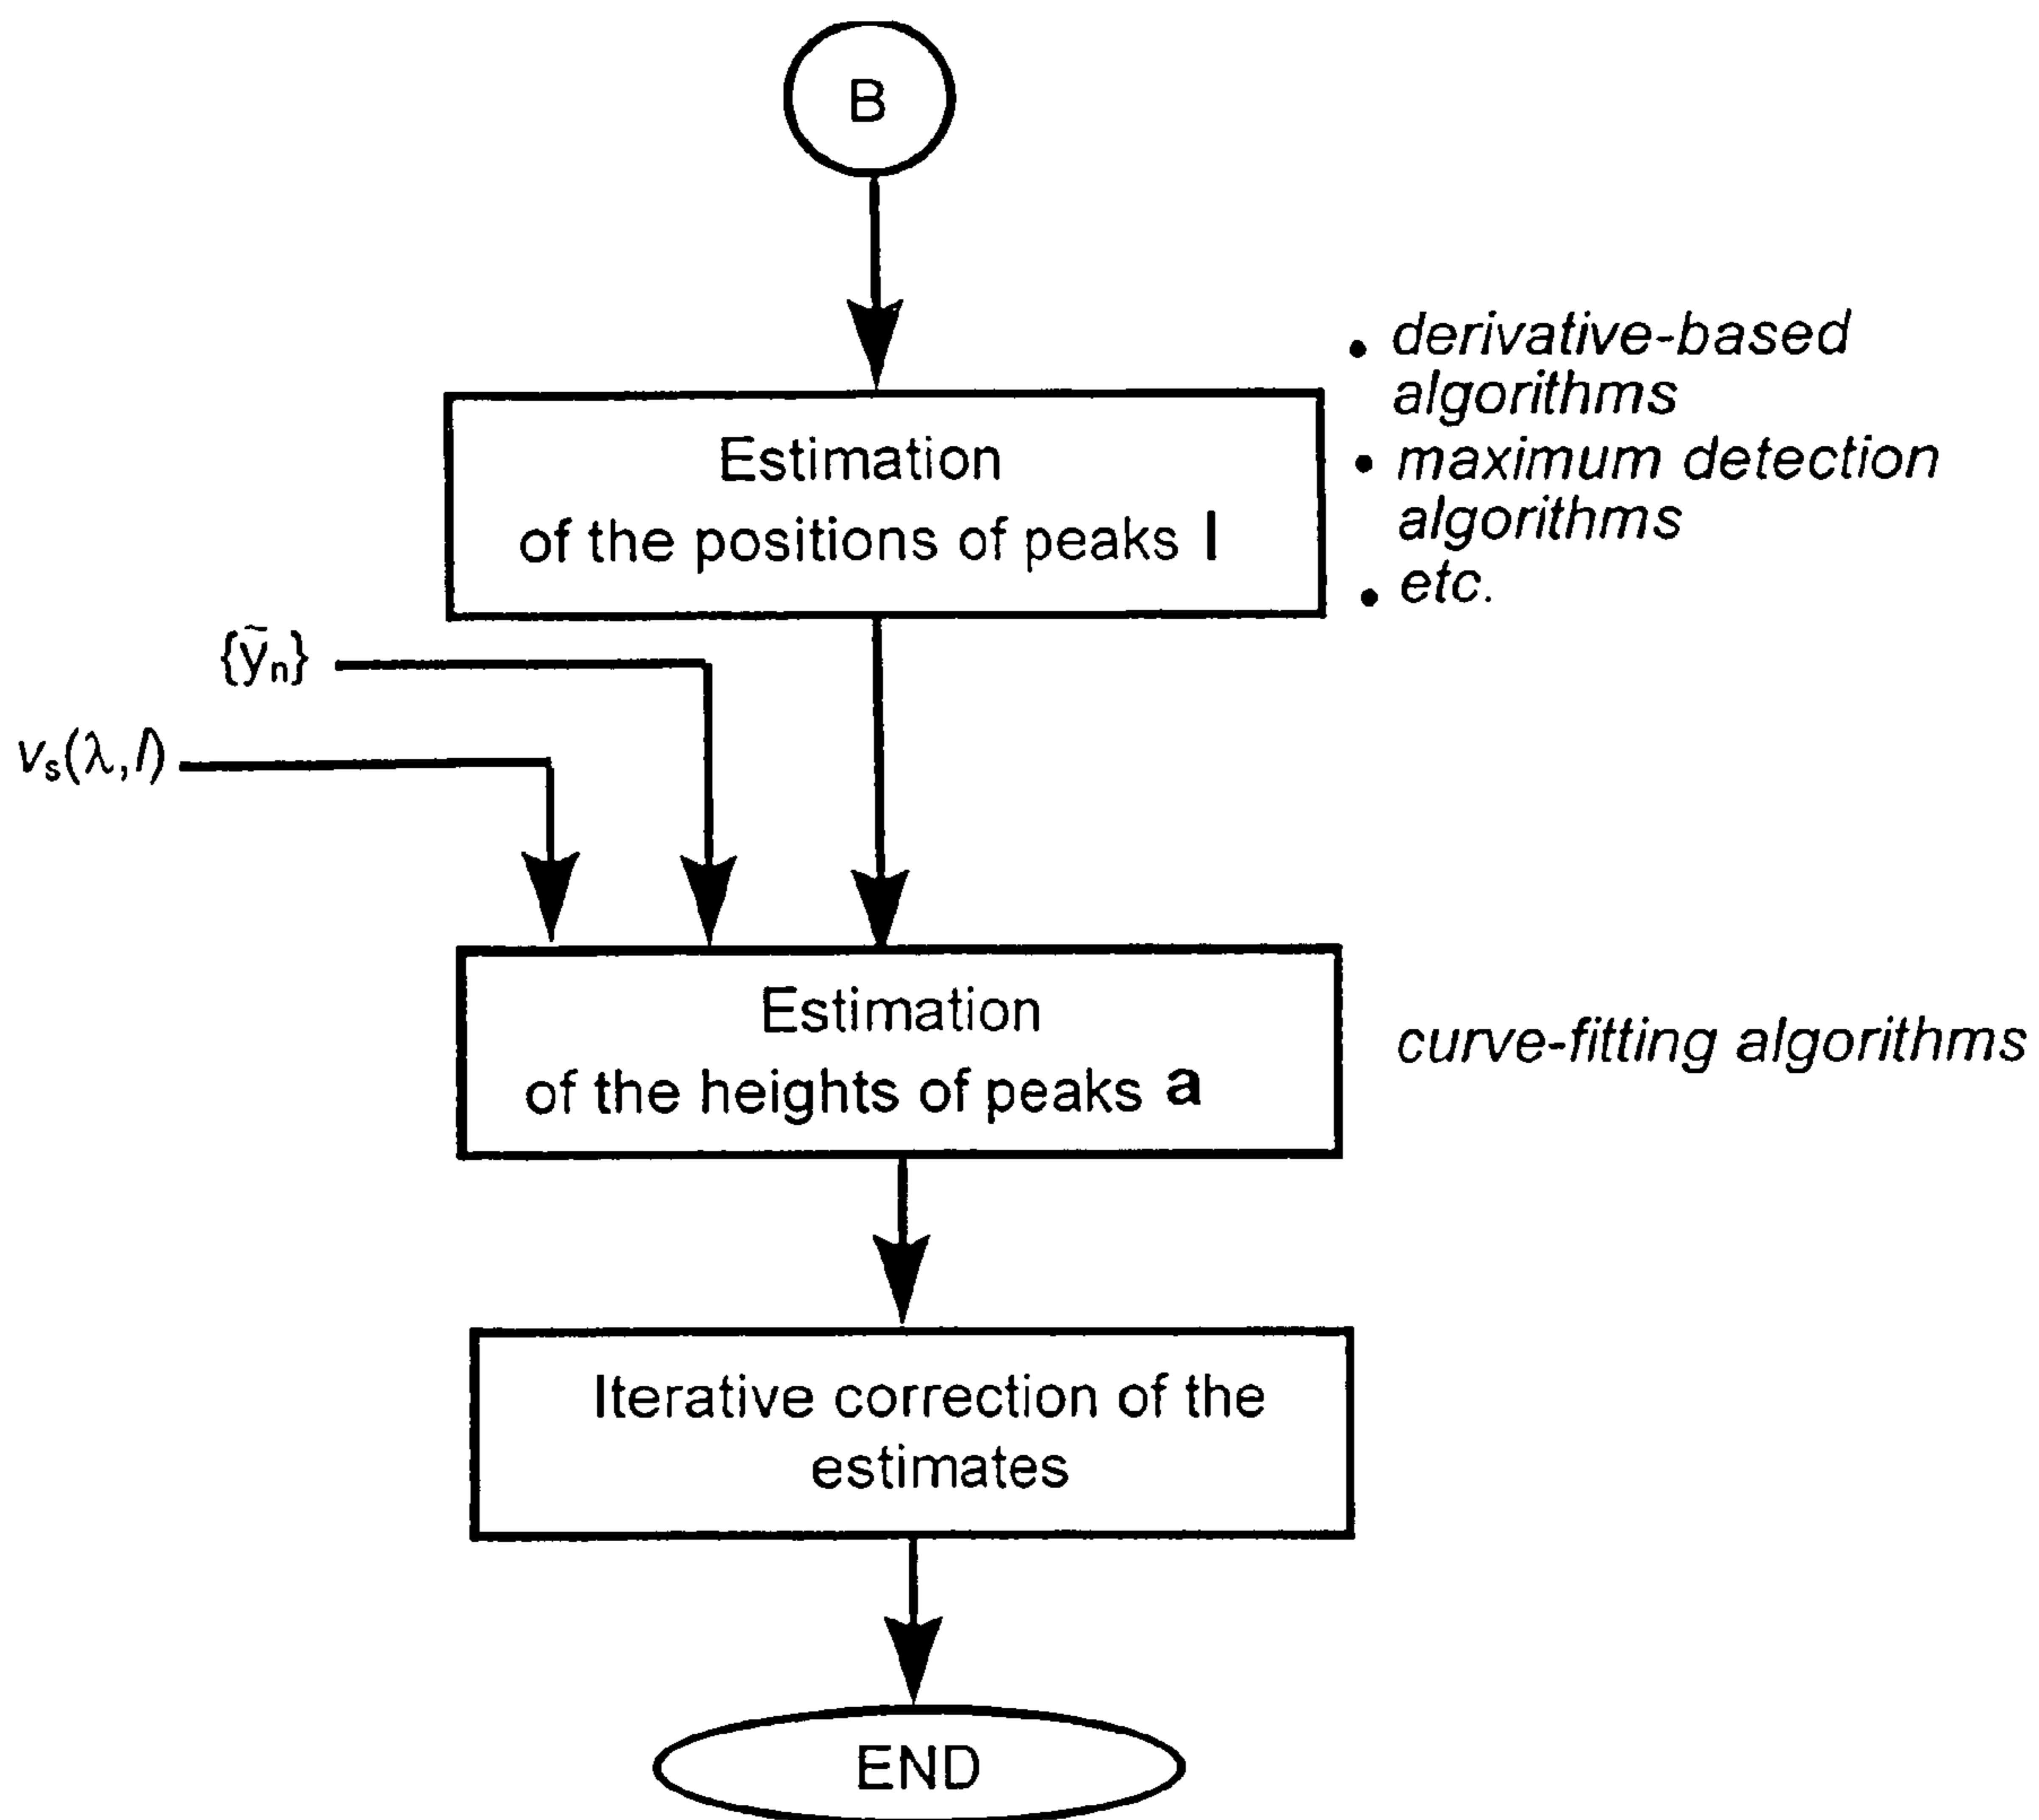 B
Estimation
of the positions of peaks l
• derivative-based
algorithms
• maximum detection
algorithms
• etc.
{ỹₙ}
vₛ(λ,l)
Estimation
of the heights of peaks a
curve-fitting algorithms
Iterative correction of the
estimates
END